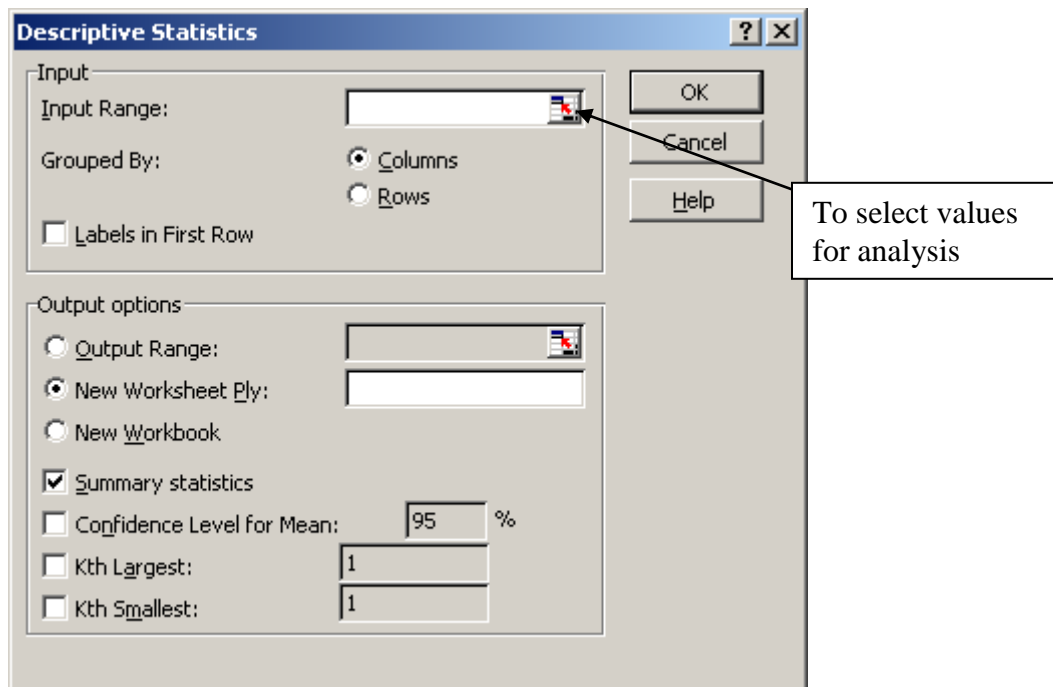 Descriptive Statistics
Input
Input Range:
Grouped By:
Columns
Rows
Labels in First Row
OK
Cancel
Help
To select values
for analysis
Output options
Output Range:
New Worksheet Ply:
New Workbook
Summary statistics
Confidence Level for Mean: 95 %
Kth Largest: 1
Kth Smallest: 1